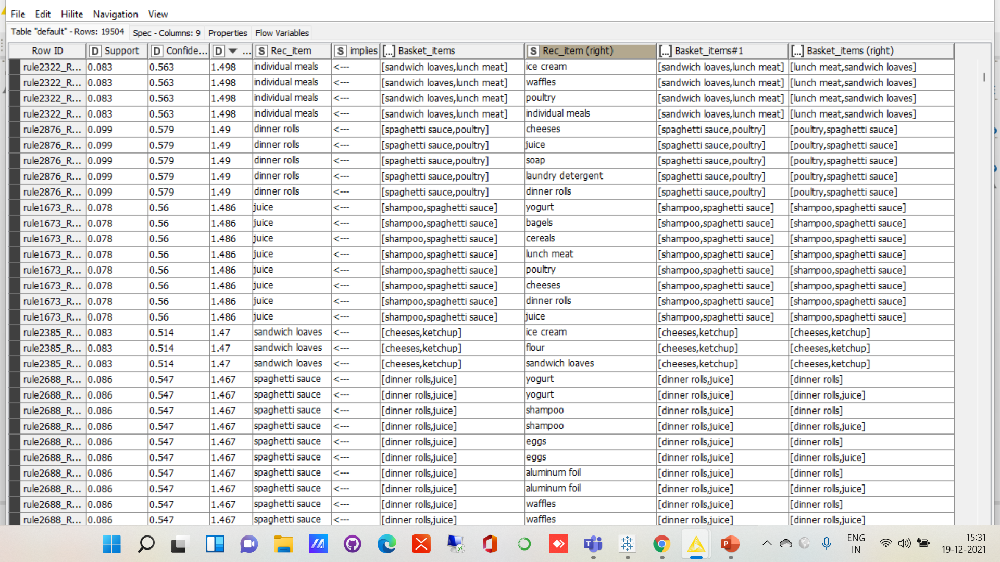 File Edit Hilite Navigation View
Table "default" - Rows: 19504 Spec - Columns: 9 Properties Flow Variables
Row ID D Support D Confide... D ... S Rec_item S implies [...] Basket_items S Rec_item (right) [...] Basket_items#1 [...] Basket_items (right)
rule2322_R... 0.083 0.563 1.498 individual meals <--- [sandwich loaves,lunch meat] ice cream [sandwich loaves,lunch meat] [lunch meat,sandwich loaves]
rule2322_R... 0.083 0.563 1.498 individual meals <--- [sandwich loaves,lunch meat] waffles [sandwich loaves,lunch meat] [lunch meat,sandwich loaves]
rule2322_R... 0.083 0.563 1.498 individual meals <--- [sandwich loaves,lunch meat] poultry [sandwich loaves,lunch meat] [lunch meat,sandwich loaves]
rule2322_R... 0.083 0.563 1.498 individual meals <--- [sandwich loaves,lunch meat] individual meals [sandwich loaves,lunch meat] [lunch meat,sandwich loaves]
rule2876_R... 0.099 0.579 1.49 dinner rolls <--- [spaghetti sauce,poultry] cheeses [spaghetti sauce,poultry] [poultry,spaghetti sauce]
rule2876_R... 0.099 0.579 1.49 dinner rolls <--- [spaghetti sauce,poultry] juice [spaghetti sauce,poultry] [poultry,spaghetti sauce]
rule2876_R... 0.099 0.579 1.49 dinner rolls <--- [spaghetti sauce,poultry] soap [spaghetti sauce,poultry] [poultry,spaghetti sauce]
rule2876_R... 0.099 0.579 1.49 dinner rolls <--- [spaghetti sauce,poultry] laundry detergent [spaghetti sauce,poultry] [poultry,spaghetti sauce]
rule2876_R... 0.099 0.579 1.49 dinner rolls <--- [spaghetti sauce,poultry] dinner rolls [spaghetti sauce,poultry] [poultry,spaghetti sauce]
rule1673_R... 0.078 0.56 1.486 juice <--- [shampoo,spaghetti sauce] yogurt [shampoo,spaghetti sauce] [shampoo,spaghetti sauce]
rule1673_R... 0.078 0.56 1.486 juice <--- [shampoo,spaghetti sauce] bagels [shampoo,spaghetti sauce] [shampoo,spaghetti sauce]
rule1673_R... 0.078 0.56 1.486 juice <--- [shampoo,spaghetti sauce] cereals [shampoo,spaghetti sauce] [shampoo,spaghetti sauce]
rule1673_R... 0.078 0.56 1.486 juice <--- [shampoo,spaghetti sauce] lunch meat [shampoo,spaghetti sauce] [shampoo,spaghetti sauce]
rule1673_R... 0.078 0.56 1.486 juice <--- [shampoo,spaghetti sauce] poultry [shampoo,spaghetti sauce] [shampoo,spaghetti sauce]
rule1673_R... 0.078 0.56 1.486 juice <--- [shampoo,spaghetti sauce] cheeses [shampoo,spaghetti sauce] [shampoo,spaghetti sauce]
rule1673_R... 0.078 0.56 1.486 juice <--- [shampoo,spaghetti sauce] dinner rolls [shampoo,spaghetti sauce] [shampoo,spaghetti sauce]
rule1673_R... 0.078 0.56 1.486 juice <--- [shampoo,spaghetti sauce] juice [shampoo,spaghetti sauce] [shampoo,spaghetti sauce]
rule2385_R... 0.083 0.514 1.47 sandwich loaves <--- [cheeses,ketchup] ice cream [cheeses,ketchup] [cheeses,ketchup]
rule2385_R... 0.083 0.514 1.47 sandwich loaves <--- [cheeses,ketchup] flour [cheeses,ketchup] [cheeses,ketchup]
rule2385_R... 0.083 0.514 1.47 sandwich loaves <--- [cheeses,ketchup] sandwich loaves [cheeses,ketchup] [cheeses,ketchup]
rule2688_R... 0.086 0.547 1.467 spaghetti sauce <--- [dinner rolls,juice] yogurt [dinner rolls,juice] [dinner rolls]
rule2688_R... 0.086 0.547 1.467 spaghetti sauce <--- [dinner rolls,juice] yogurt [dinner rolls,juice] [dinner rolls,juice]
rule2688_R... 0.086 0.547 1.467 spaghetti sauce <--- [dinner rolls,juice] shampoo [dinner rolls,juice] [dinner rolls]
rule2688_R... 0.086 0.547 1.467 spaghetti sauce <--- [dinner rolls,juice] shampoo [dinner rolls,juice] [dinner rolls,juice]
rule2688_R... 0.086 0.547 1.467 spaghetti sauce <--- [dinner rolls,juice] eggs [dinner rolls,juice] [dinner rolls]
rule2688_R... 0.086 0.547 1.467 spaghetti sauce <--- [dinner rolls,juice] eggs [dinner rolls,juice] [dinner rolls,juice]
rule2688_R... 0.086 0.547 1.467 spaghetti sauce <--- [dinner rolls,juice] aluminum foil [dinner rolls,juice] [dinner rolls]
rule2688_R... 0.086 0.547 1.467 spaghetti sauce <--- [dinner rolls,juice] aluminum foil [dinner rolls,juice] [dinner rolls,juice]
rule2688_R... 0.086 0.547 1.467 spaghetti sauce <--- [dinner rolls,juice] waffles [dinner rolls,juice] [dinner rolls]
rule2688_R... 0.086 0.547 1.467 spaghetti sauce <--- [dinner rolls,juice] waffles [dinner rolls,juice] [dinner rolls,juice]
ENG 15:31
IN 19-12-2021